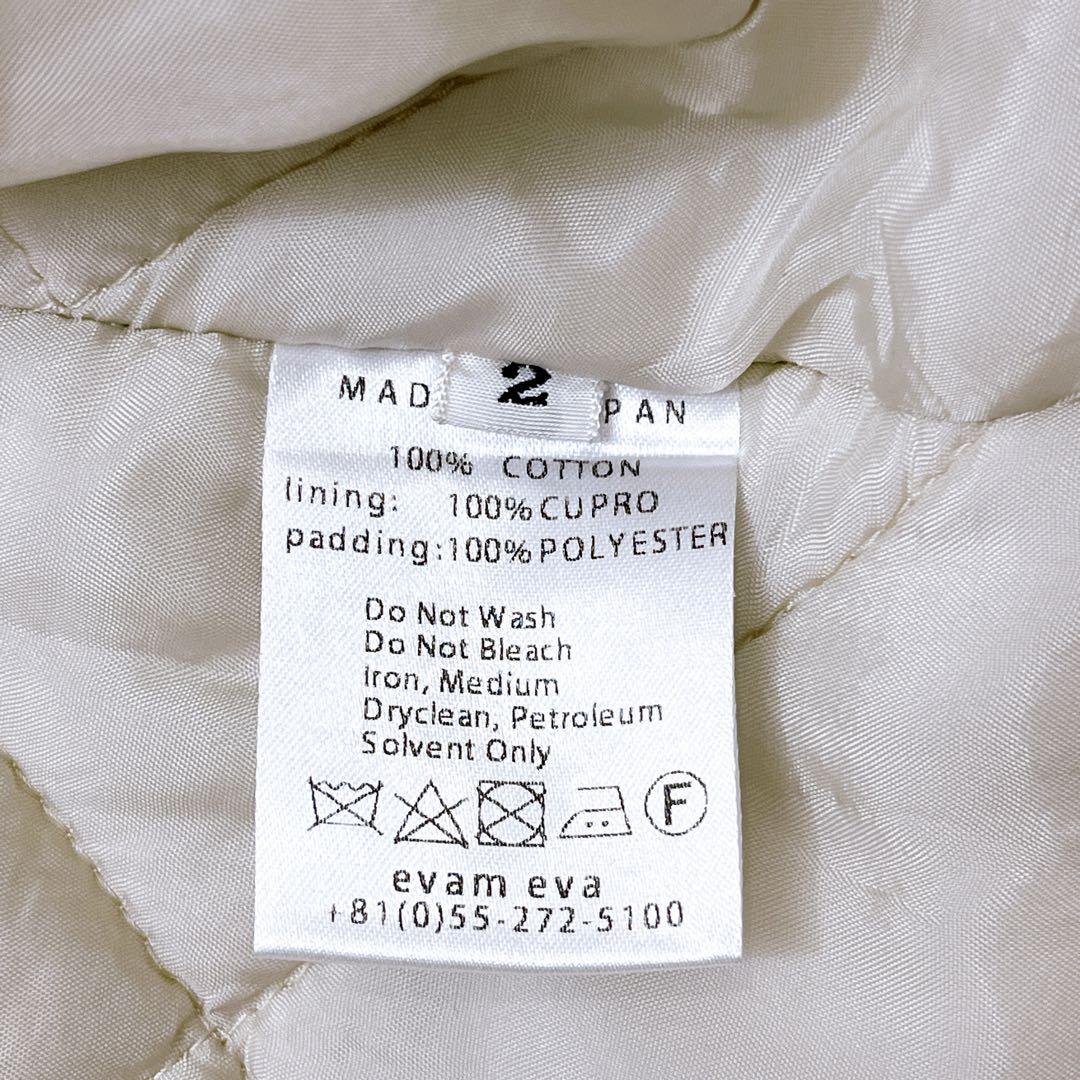 MAD 2 PAN
100% COTTON
lining: 100% CUPRO
padding:100% POLYESTER
Do Not Wash
Do Not Bleach
Iron, Medium
Dryclean, Petroleum
Solvent Only
F
evam eva
+81(0)55-272-5100